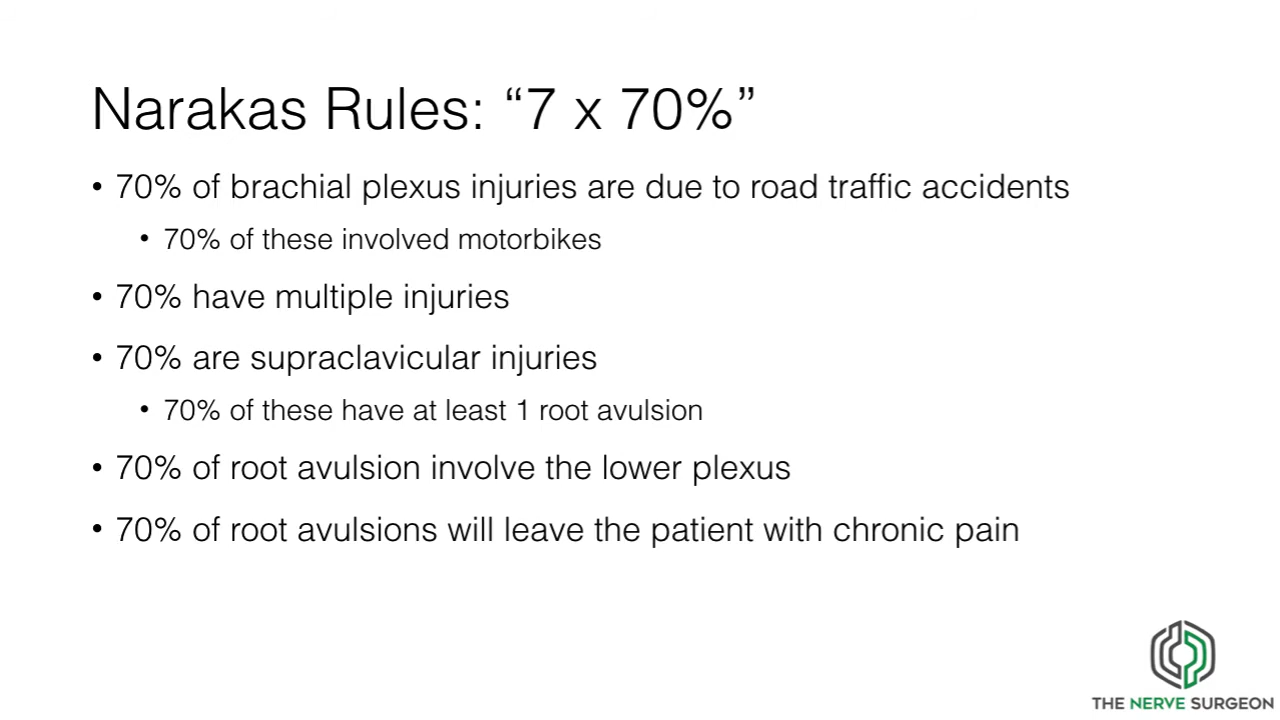 Narakas Rules: “7 x 70%”
• 70% of brachial plexus injuries are due to road traffic accidents
• 70% of these involved motorbikes
• 70% have multiple injuries
• 70% are supraclavicular injuries
• 70% of these have at least 1 root avulsion
• 70% of root avulsion involve the lower plexus
• 70% of root avulsions will leave the patient with chronic pain
THE NERVE SURGEON